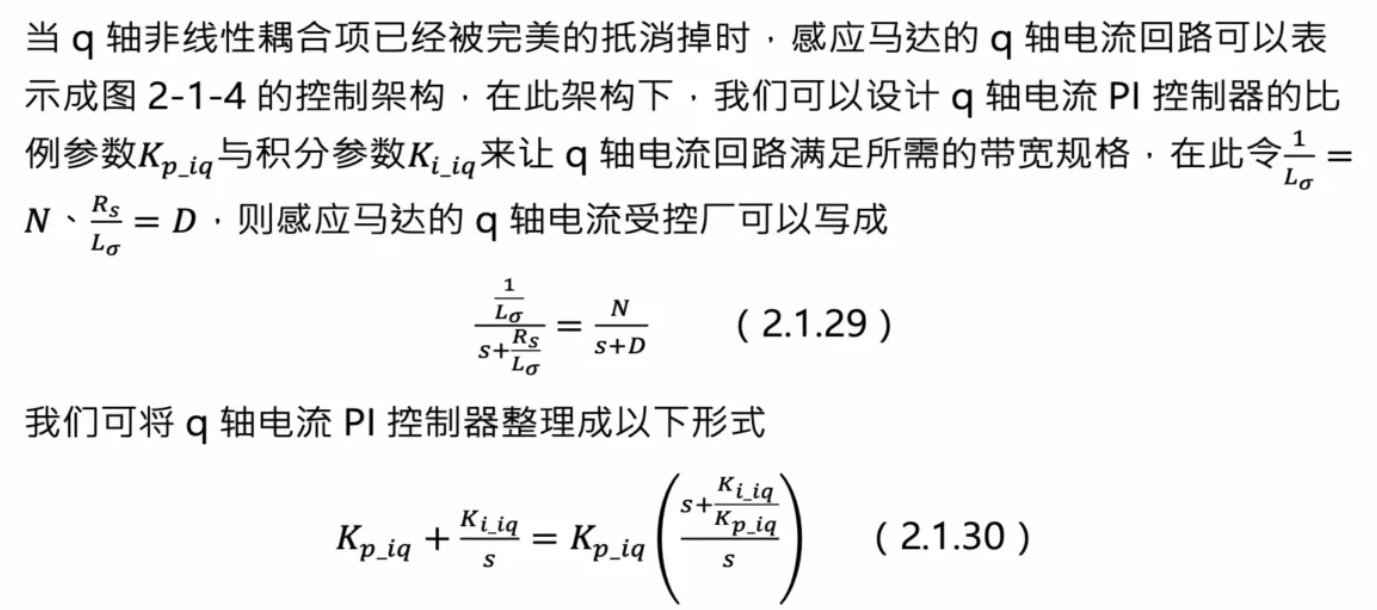 当 q 轴非线性耦合项已经被完美的抵消掉时，感应马达的 q 轴电流回路可以表
示成图 2-1-4 的控制架构，在此架构下，我们可以设计 q 轴电流 PI 控制器的比
例参数$K_{p\_iq}$与积分参数$K_{i\_iq}$来让 q 轴电流回路满足所需的带宽规格，在此令$\frac{1}{L_\sigma}=$
$N$、$\frac{R_s}{L_\sigma}=D$，则感应马达的 q 轴电流受控厂可以写成
$\frac{\frac{1}{L_\sigma}}{s+\frac{R_s}{L_\sigma}}=\frac{N}{s+D}$ （2.1.29）
我们可将 q 轴电流 PI 控制器整理成以下形式
$K_{p\_iq}+\frac{K_{i\_iq}}{s}=K_{p\_iq}\left(\frac{s+\frac{K_{i\_iq}}{K_{p\_iq}}}{s}\right)$ （2.1.30）